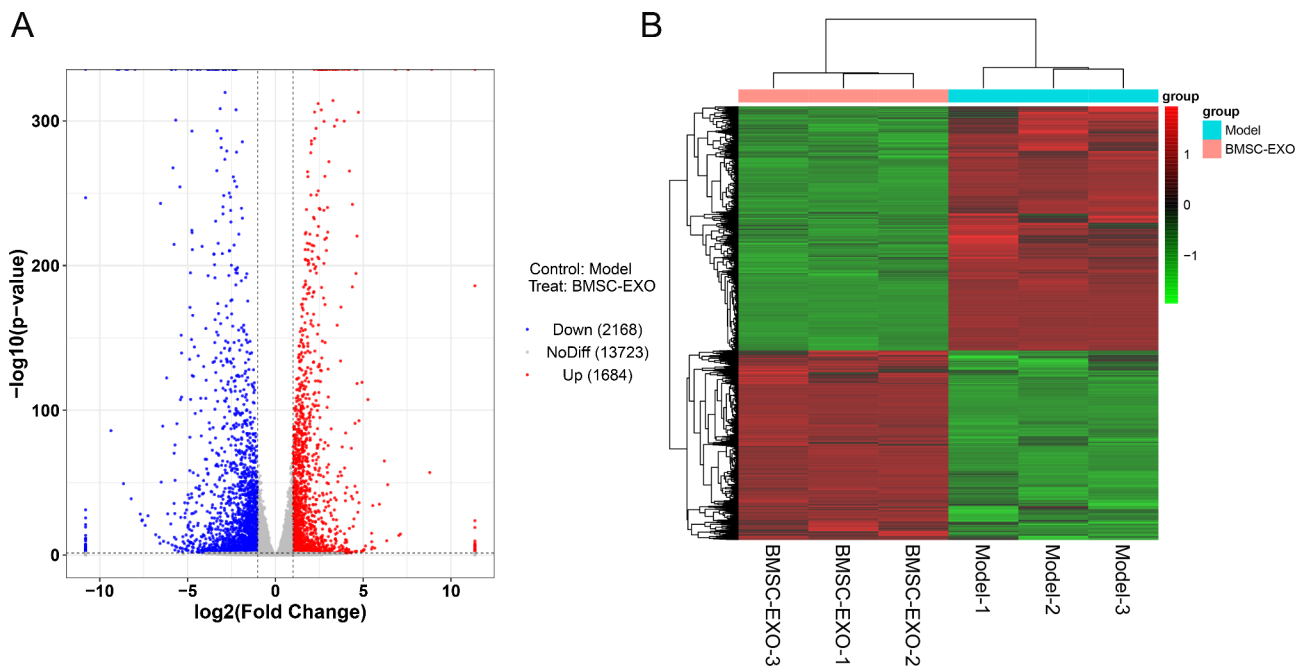 A
−log10(p−value)
300
200
100
0
−10
−5
0
5
10
log2(Fold Change)
Control: Model
Treat: BMSC-EXO
Down (2168)
NoDiff (13723)
Up (1684)
B
group
1
0
−1
group
Model
BMSC-EXO
BMSC-EXO-3
BMSC-EXO-1
BMSC-EXO-2
Model-1
Model-2
Model-3